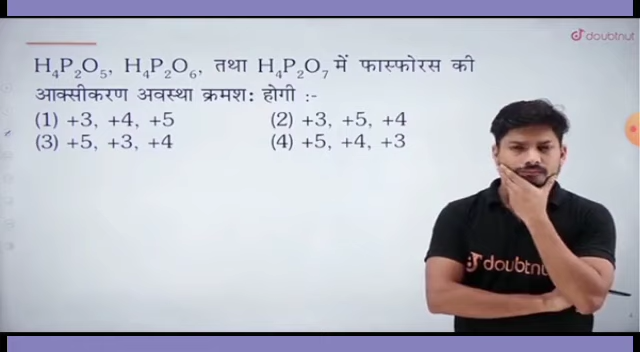 doubtnut
H₄P₂O₅, H₄P₂O₆, तथा H₄P₂O₇ में फास्फोरस की
आक्सीकरण अवस्था क्रमश: होगी :-
(1) +3, +4, +5 (2) +3, +5, +4
(3) +5, +3, +4 (4) +5, +4, +3
doubtnut